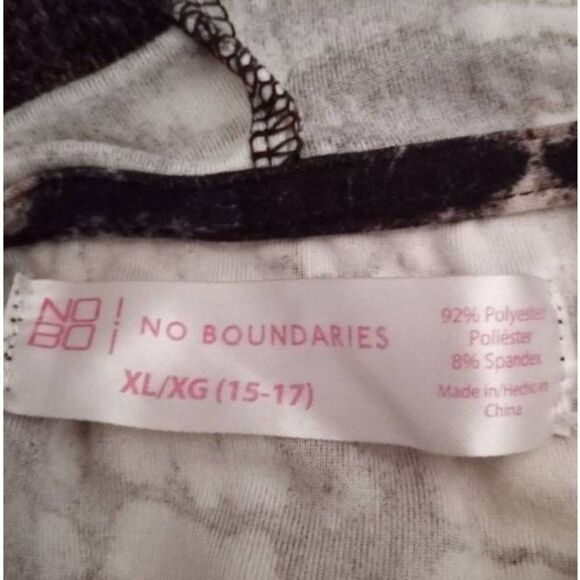 NO
BO
NO BOUNDARIES
XL/XG (15-17)
92% Polyester
Poliéster
8% Spandex
Made in/Hecho en
China